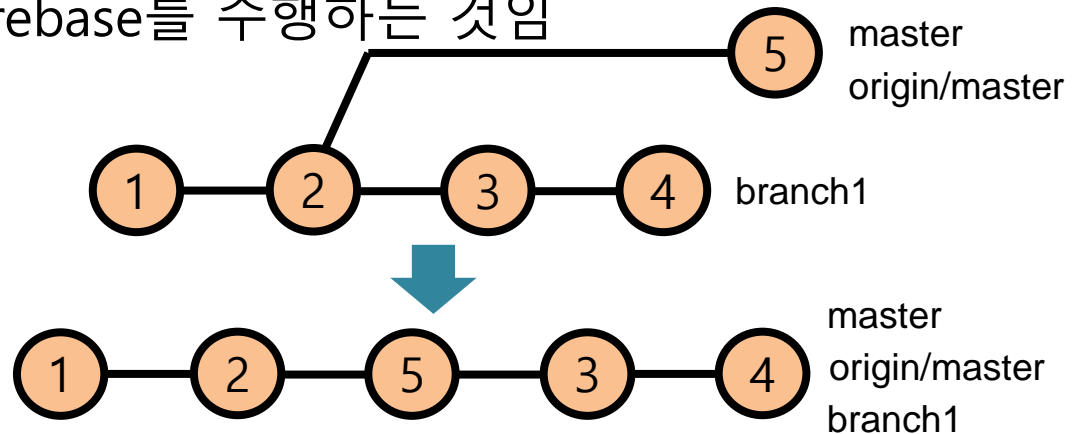 rebase를 수행하는 것임
5
master
origin/master
1
2
3
4
branch1
1
2
5
3
4
master
origin/master
branch1